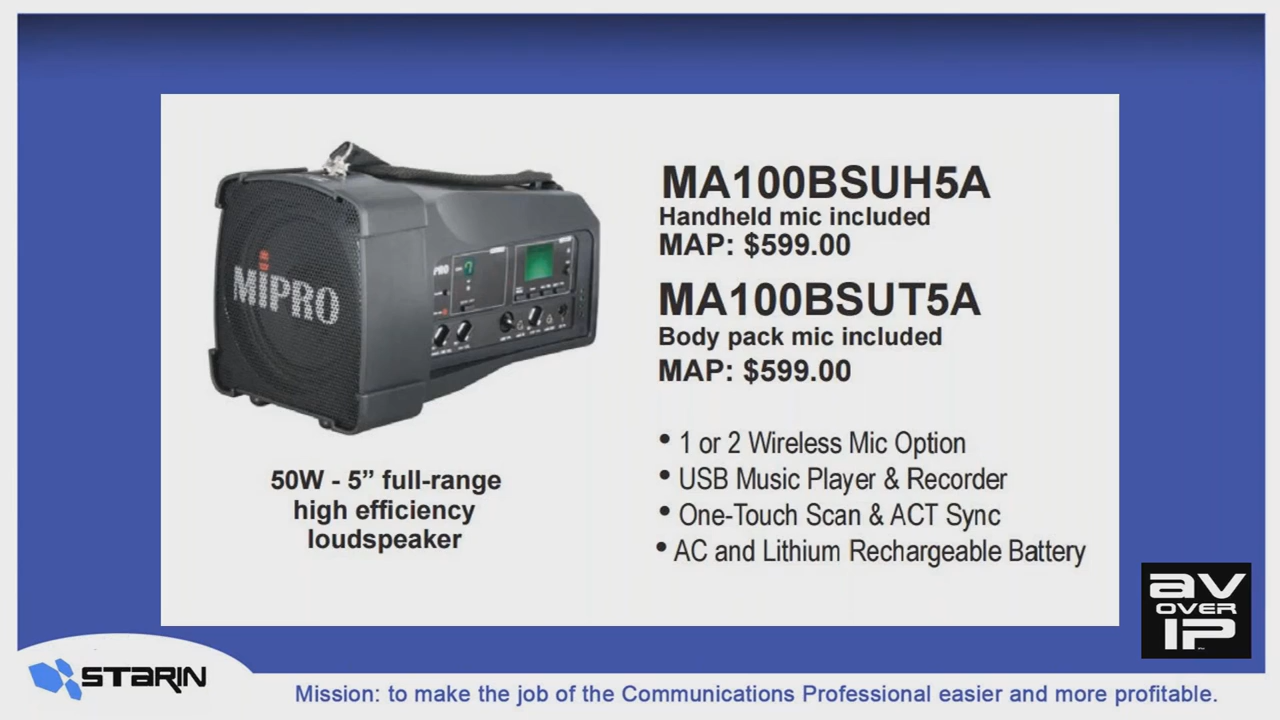 MIPRO
PRO
50W - 5” full-range
high efficiency
loudspeaker
MA100BSUH5A
Handheld mic included
MAP: $599.00
MA100BSUT5A
Body pack mic included
MAP: $599.00
• 1 or 2 Wireless Mic Option
• USB Music Player & Recorder
• One-Touch Scan & ACT Sync
• AC and Lithium Rechargeable Battery
av
OVER
IP
STARIN
Mission: to make the job of the Communications Professional easier and more profitable.